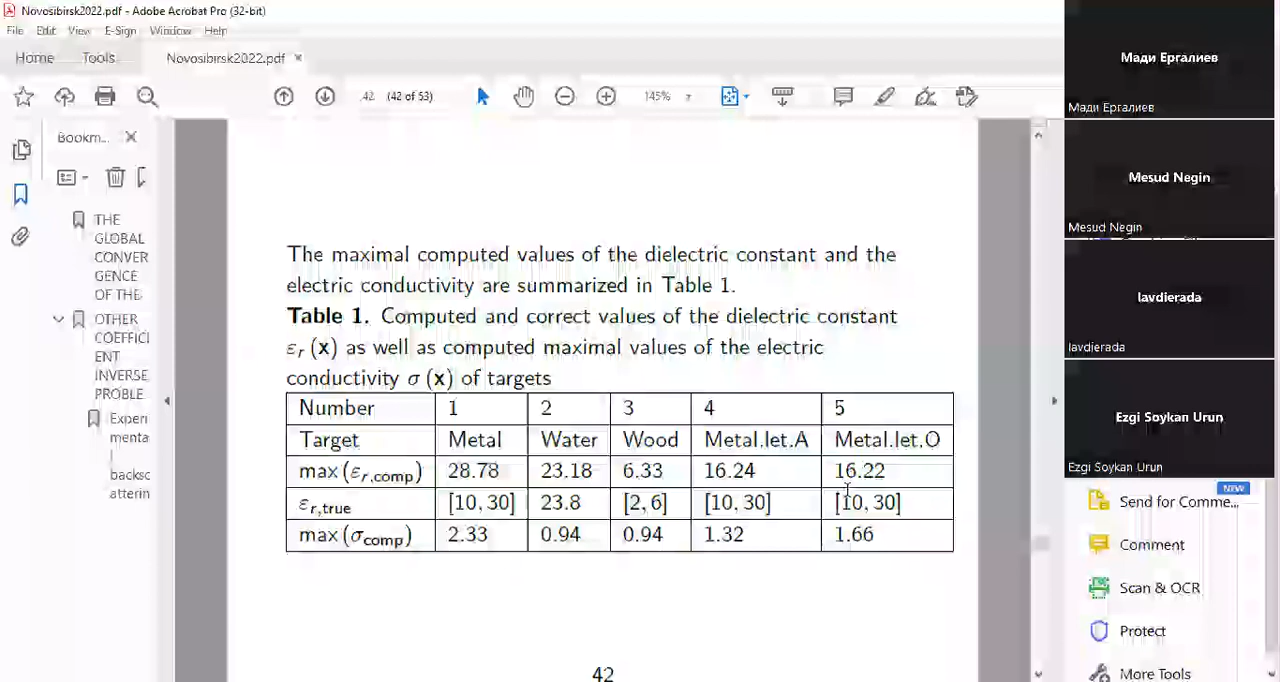 Novosibirsk2022.pdf - Adobe Acrobat Pro (32-bit)
File Edit View E-Sign Window Help
Home Tools Novosibirsk2022.pdf ×
42 (42 of 53) 145%
Bookm...
THE
GLOBAL
CONVER
GENCE
OF THE
OTHER
COEFFICI
ENT
INVERSE
PROBLE
Experi
menta
l
backsc
atterin
The maximal computed values of the dielectric constant and the
electric conductivity are summarized in Table 1.
Table 1. Computed and correct values of the dielectric constant
εr (x) as well as computed maximal values of the electric
conductivity σ (x) of targets
Number 1 2 3 4 5
Target Metal Water Wood Metal.let.A Metal.let.O
max (εr,comp) 28.78 23.18 6.33 16.24 16.22
εr,true [10, 30] 23.8 [2, 6] [10, 30] [10, 30]
max (σcomp) 2.33 0.94 0.94 1.32 1.66
42
Мади Ергалиев
Мади Ергалиев
Mesud Negin
Mesud Negin
lavdierada
lavdierada
Ezgi Soykan Urun
Ezgi Soykan Urun
NEW
Send for Comme...
Comment
Scan & OCR
Protect
More Tools